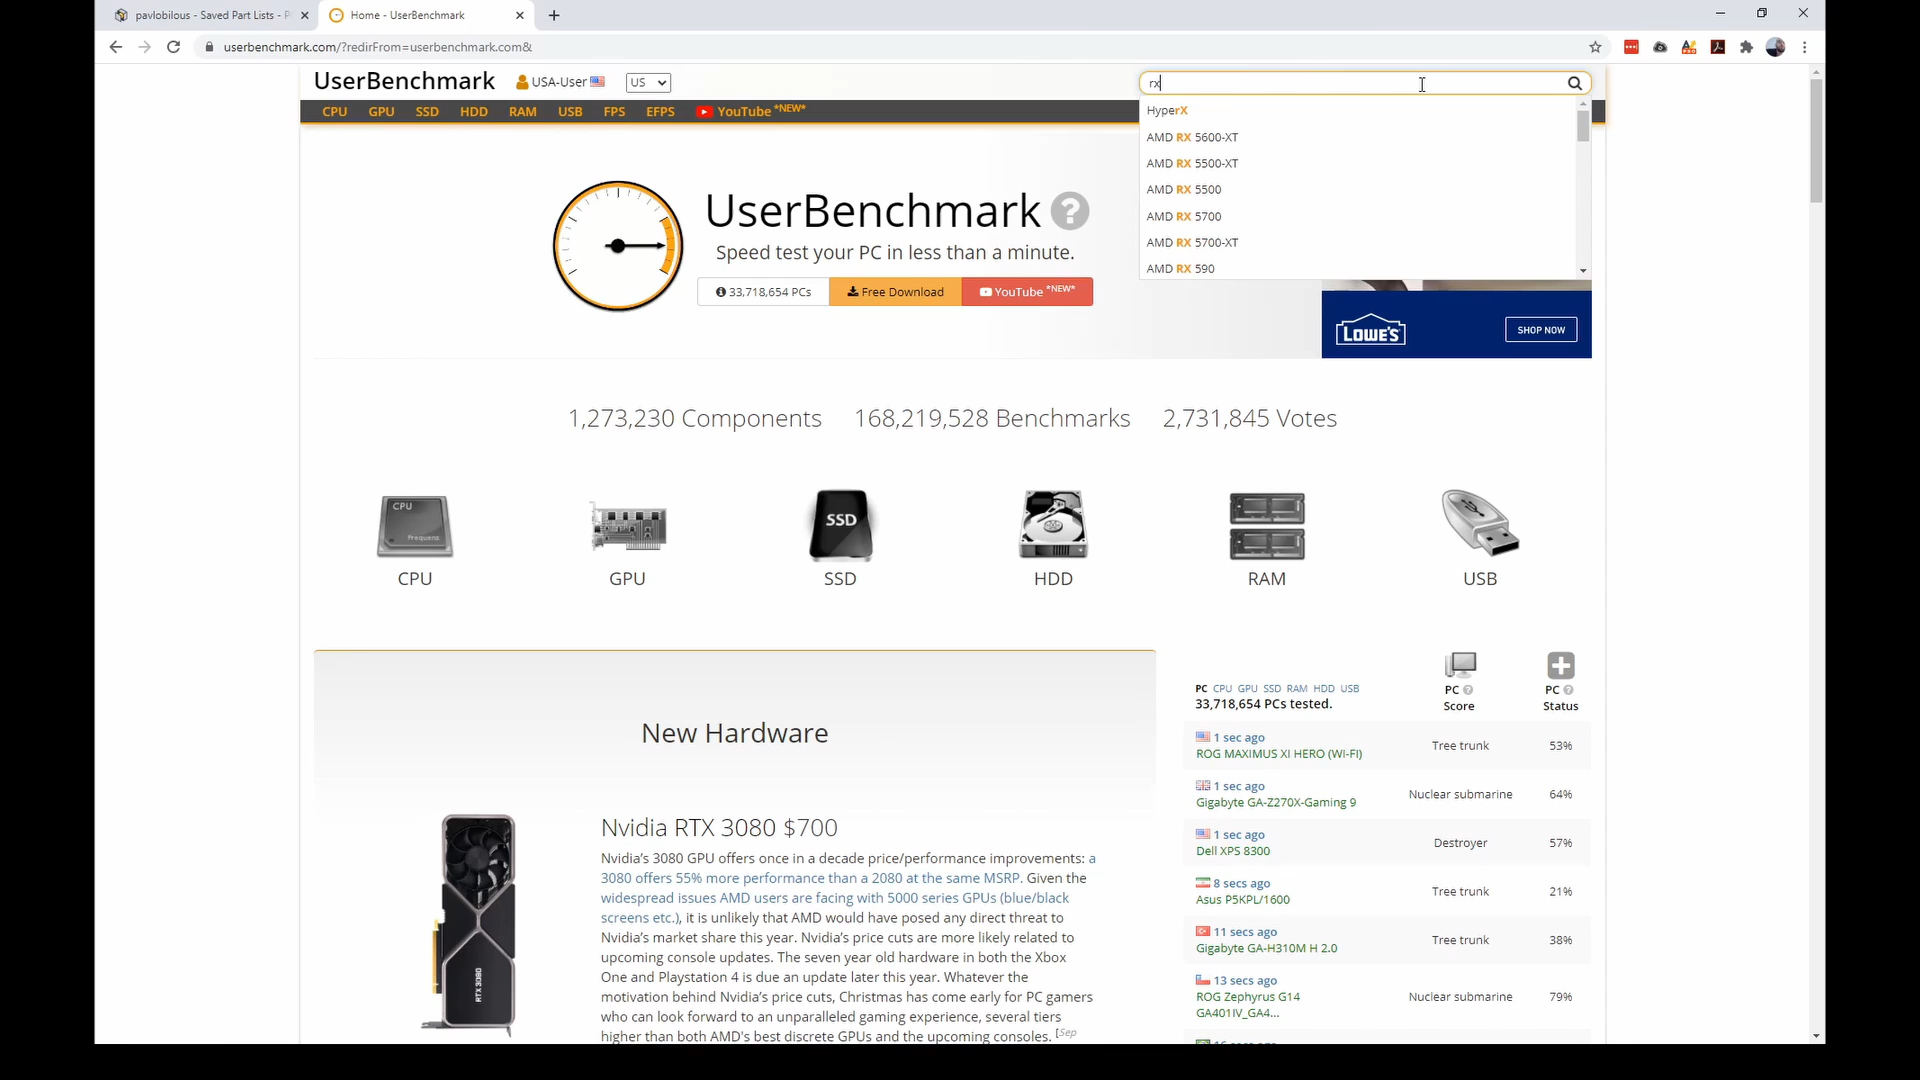 pavlobilous - Saved Part Lists - P
Home - UserBenchmark
userbenchmark.com/?redirFrom=userbenchmark.com&
UserBenchmark
USA-User
US
rx
CPU GPU SSD HDD RAM USB FPS EFPS YouTube *NEW*
HyperX
AMD RX 5600-XT
AMD RX 5500-XT
AMD RX 5500
AMD RX 5700
AMD RX 5700-XT
AMD RX 590
UserBenchmark ?
Speed test your PC in less than a minute.
33,718,654 PCs
Free Download
YouTube *NEW*
LOWE'S
SHOP NOW
1,273,230 Components 168,219,528 Benchmarks 2,731,845 Votes
CPU
Frequenz
SSD
CPU GPU SSD HDD RAM USB
New Hardware
Nvidia RTX 3080 $700
Nvidia's 3080 GPU offers once in a decade price/performance improvements: a
3080 offers 55% more performance than a 2080 at the same MSRP. Given the
widespread issues AMD users are facing with 5000 series GPUs (blue/black
screens etc.), it is unlikely that AMD would have posed any direct threat to
Nvidia's market share this year. Nvidia's price cuts are more likely related to
upcoming console updates. The seven year old hardware in both the Xbox
One and Playstation 4 is due an update later this year. Whatever the
motivation behind Nvidia's price cuts, Christmas has come early for PC gamers
who can look forward to an unparalleled gaming experience, several tiers
higher than both AMD's best discrete GPUs and the upcoming consoles. [Sep
RTX 3080
PC CPU GPU SSD RAM HDD USB
33,718,654 PCs tested.
PC ?
Score
PC ?
Status
1 sec ago
ROG MAXIMUS XI HERO (WI-FI)
Tree trunk
53%
1 sec ago
Gigabyte GA-Z270X-Gaming 9
Nuclear submarine
64%
1 sec ago
Dell XPS 8300
Destroyer
57%
8 secs ago
Asus P5KPL/1600
Tree trunk
21%
11 secs ago
Gigabyte GA-H310M H 2.0
Tree trunk
38%
13 secs ago
ROG Zephyrus G14
GA401IV_GA4...
Nuclear submarine
79%